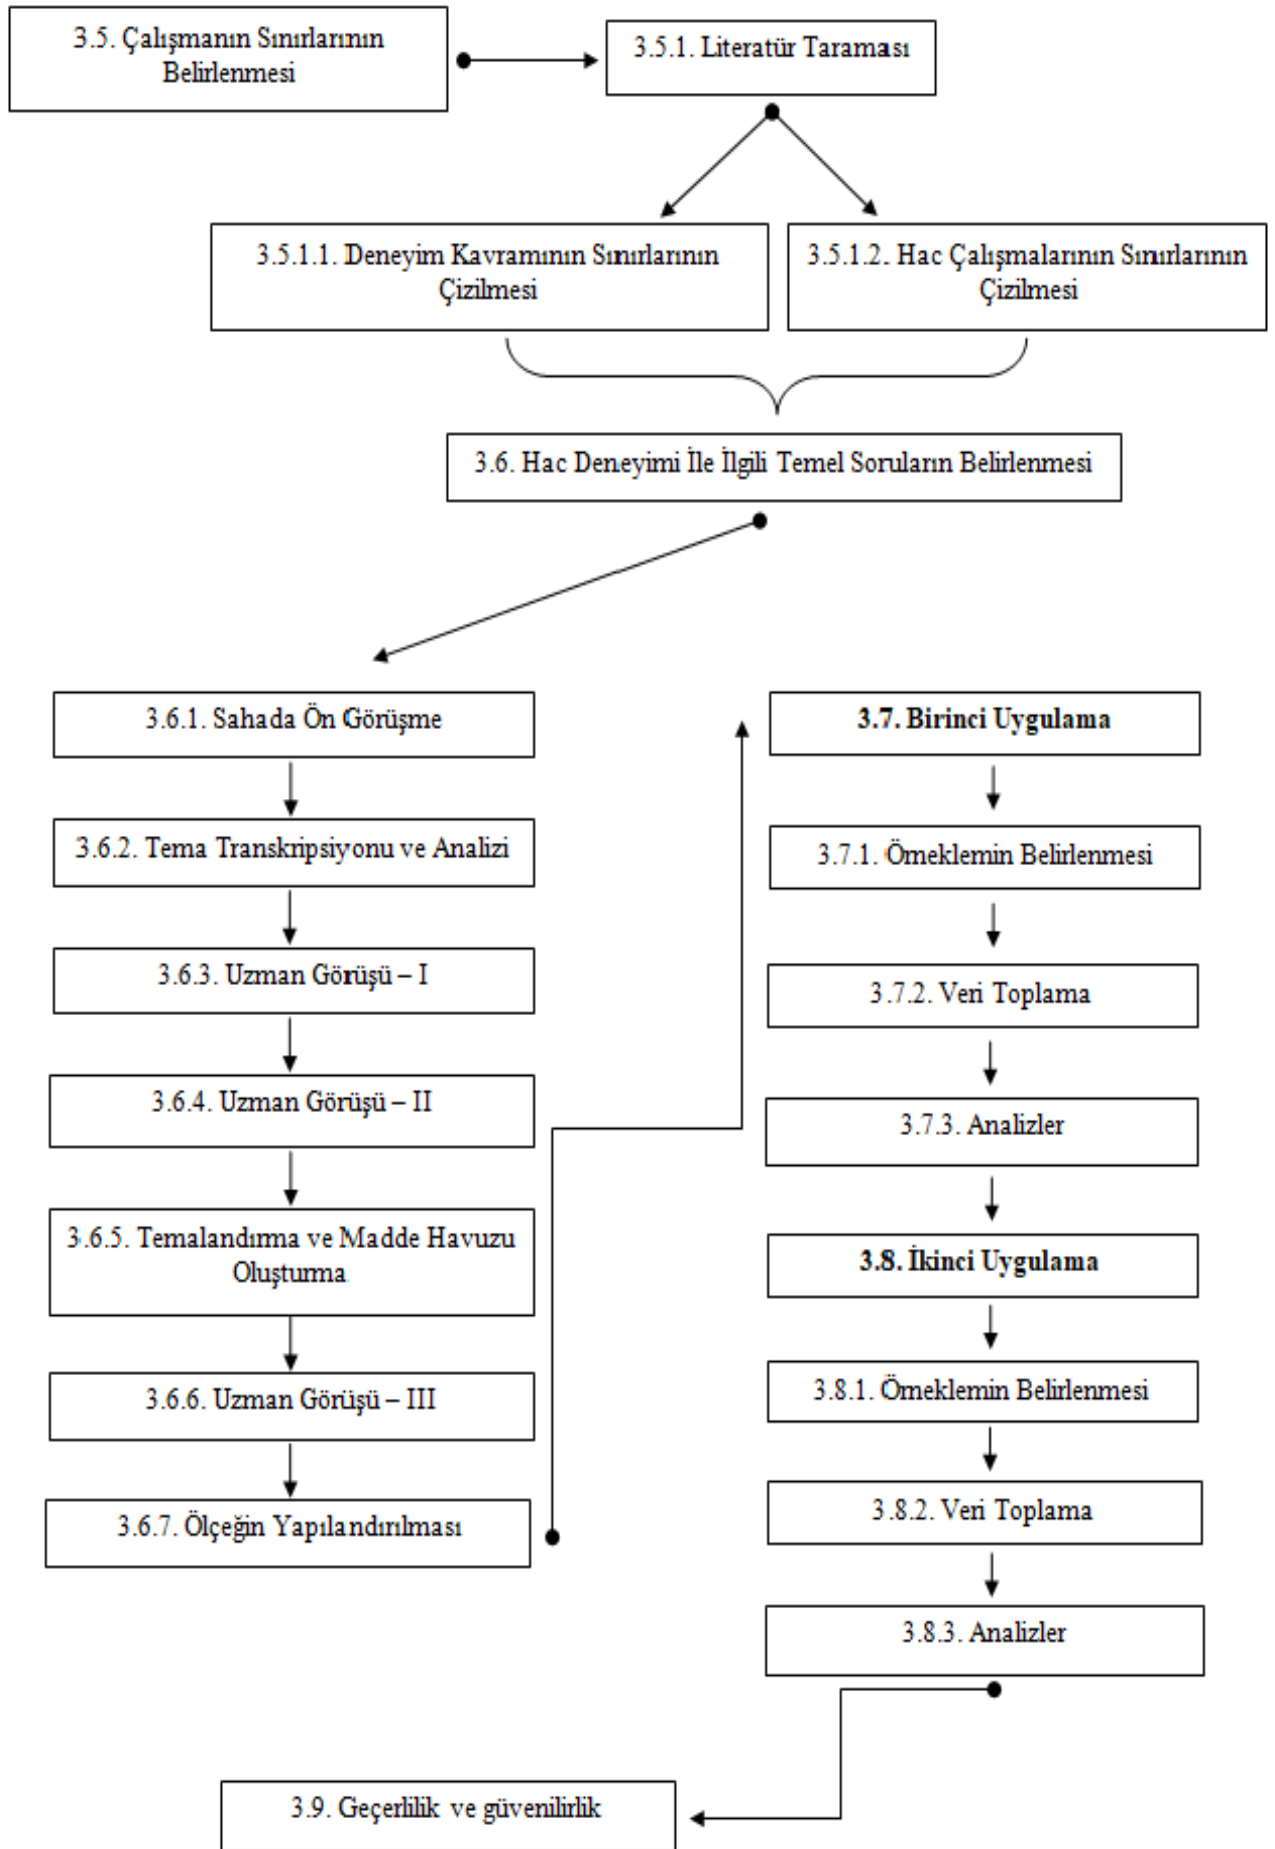 3.5. Çalışmanın Sınırlarının
Belirlenmesi
3.5.1. Literatür Taraması
3.5.1.1. Deneyim Kavramının Sınırlarının
Çizilmesi
3.5.1.2. Hac Çalışmalarının Sınırlarının
Çizilmesi
3.6. Hac Deneyimi İle İlgili Temel Soruların Belirlenmesi
3.6.1. Sahada Ön Görüşme
3.6.2. Tema Transkripsiyonu ve Analizi
3.6.3. Uzman Görüşü – I
3.6.4. Uzman Görüşü – II
3.6.5. Temalandırma ve Madde Havuzu
Oluşturma
3.6.6. Uzman Görüşü – III
3.6.7. Ölçeğin Yapılandırılması
3.7. Birinci Uygulama
3.7.1. Örneklemin Belirlenmesi
3.7.2. Veri Toplama
3.7.3. Analizler
3.8. İkinci Uygulama
3.8.1. Örneklemin Belirlenmesi
3.8.2. Veri Toplama
3.8.3. Analizler
3.9. Geçerlilik ve güvenilirlik